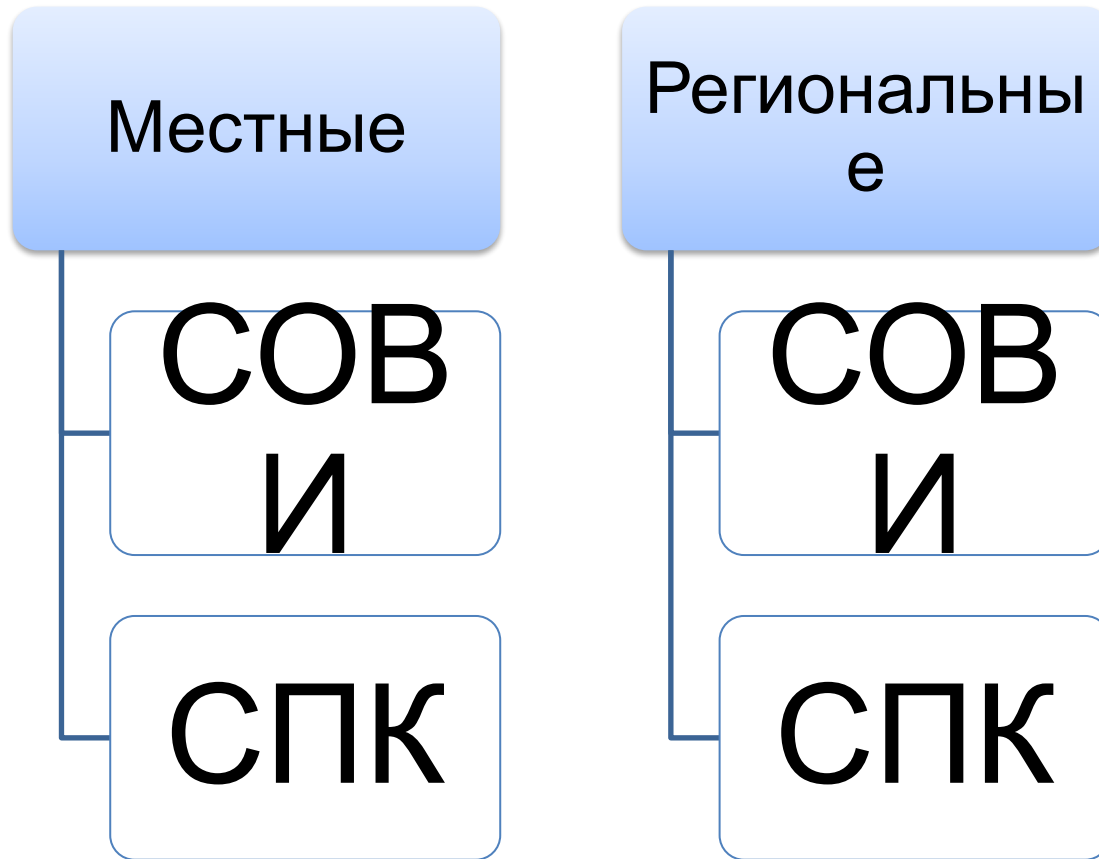 Местные
СОВ
И
СПК
Региональны
е
СОВ
И
СПК